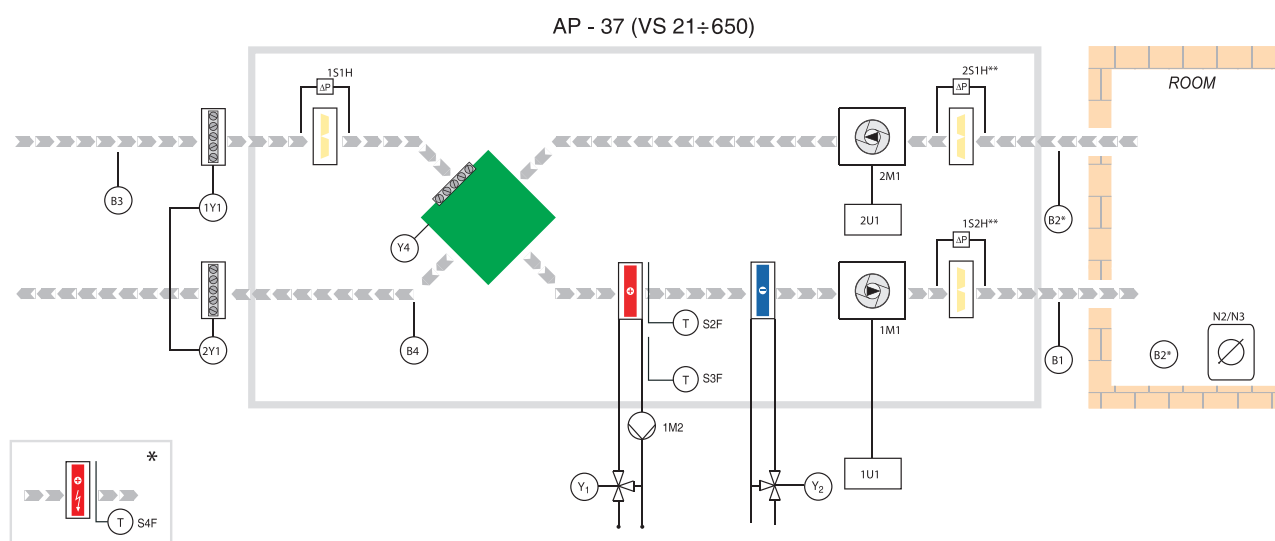 AP - 37 (VS 21÷650)
1S1H
ΔP
2S1H**
ΔP
ROOM
B3
1Y1
2M1
2U1
B2*
Y4
1S2H**
ΔP
T S2F
1M1
N2/N3
2Y1
B4
B1
B2*
T S3F
1M2
*
1U1
Y1
Y2
T S4F